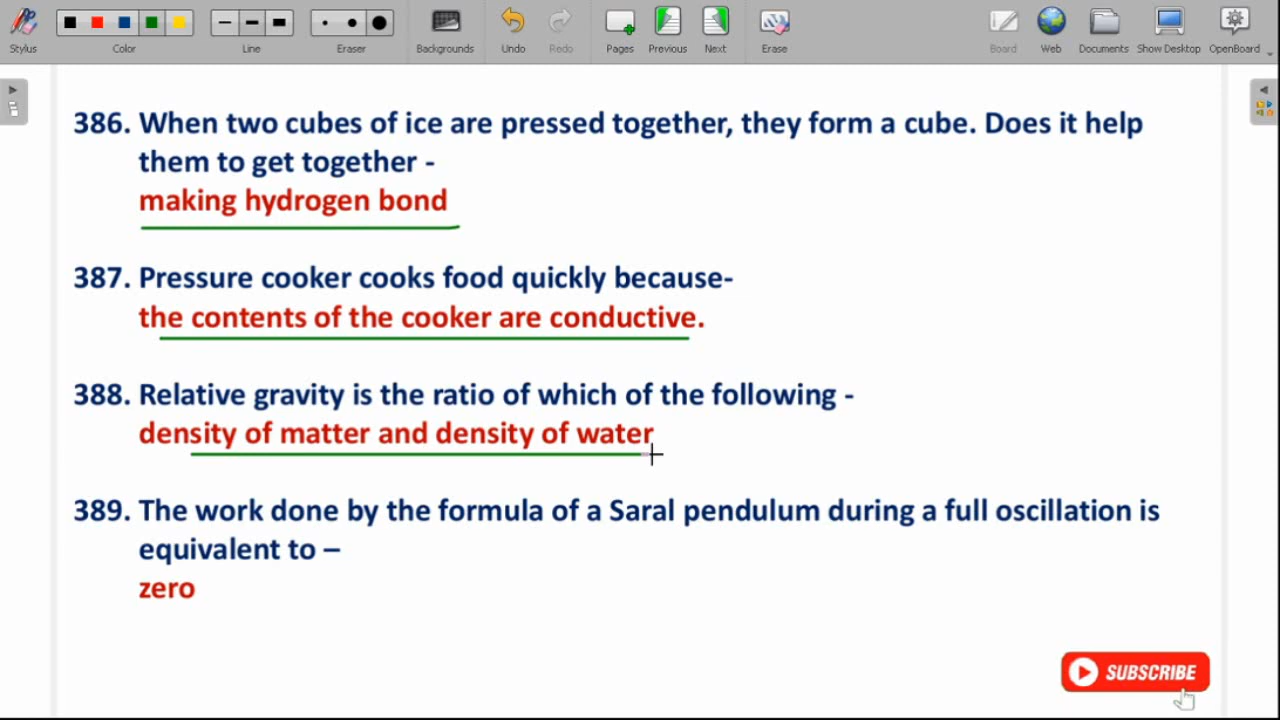 Stylus
Color
Line
Eraser
Backgrounds
Undo
Redo
Pages
Previous
Next
Erase
Board
Web
Documents
Show Desktop
OpenBoard
386. When two cubes of ice are pressed together, they form a cube. Does it help
them to get together -
making hydrogen bond
387. Pressure cooker cooks food quickly because-
the contents of the cooker are conductive.
388. Relative gravity is the ratio of which of the following -
density of matter and density of water
389. The work done by the formula of a Saral pendulum during a full oscillation is
equivalent to –
zero
SUBSCRIBE